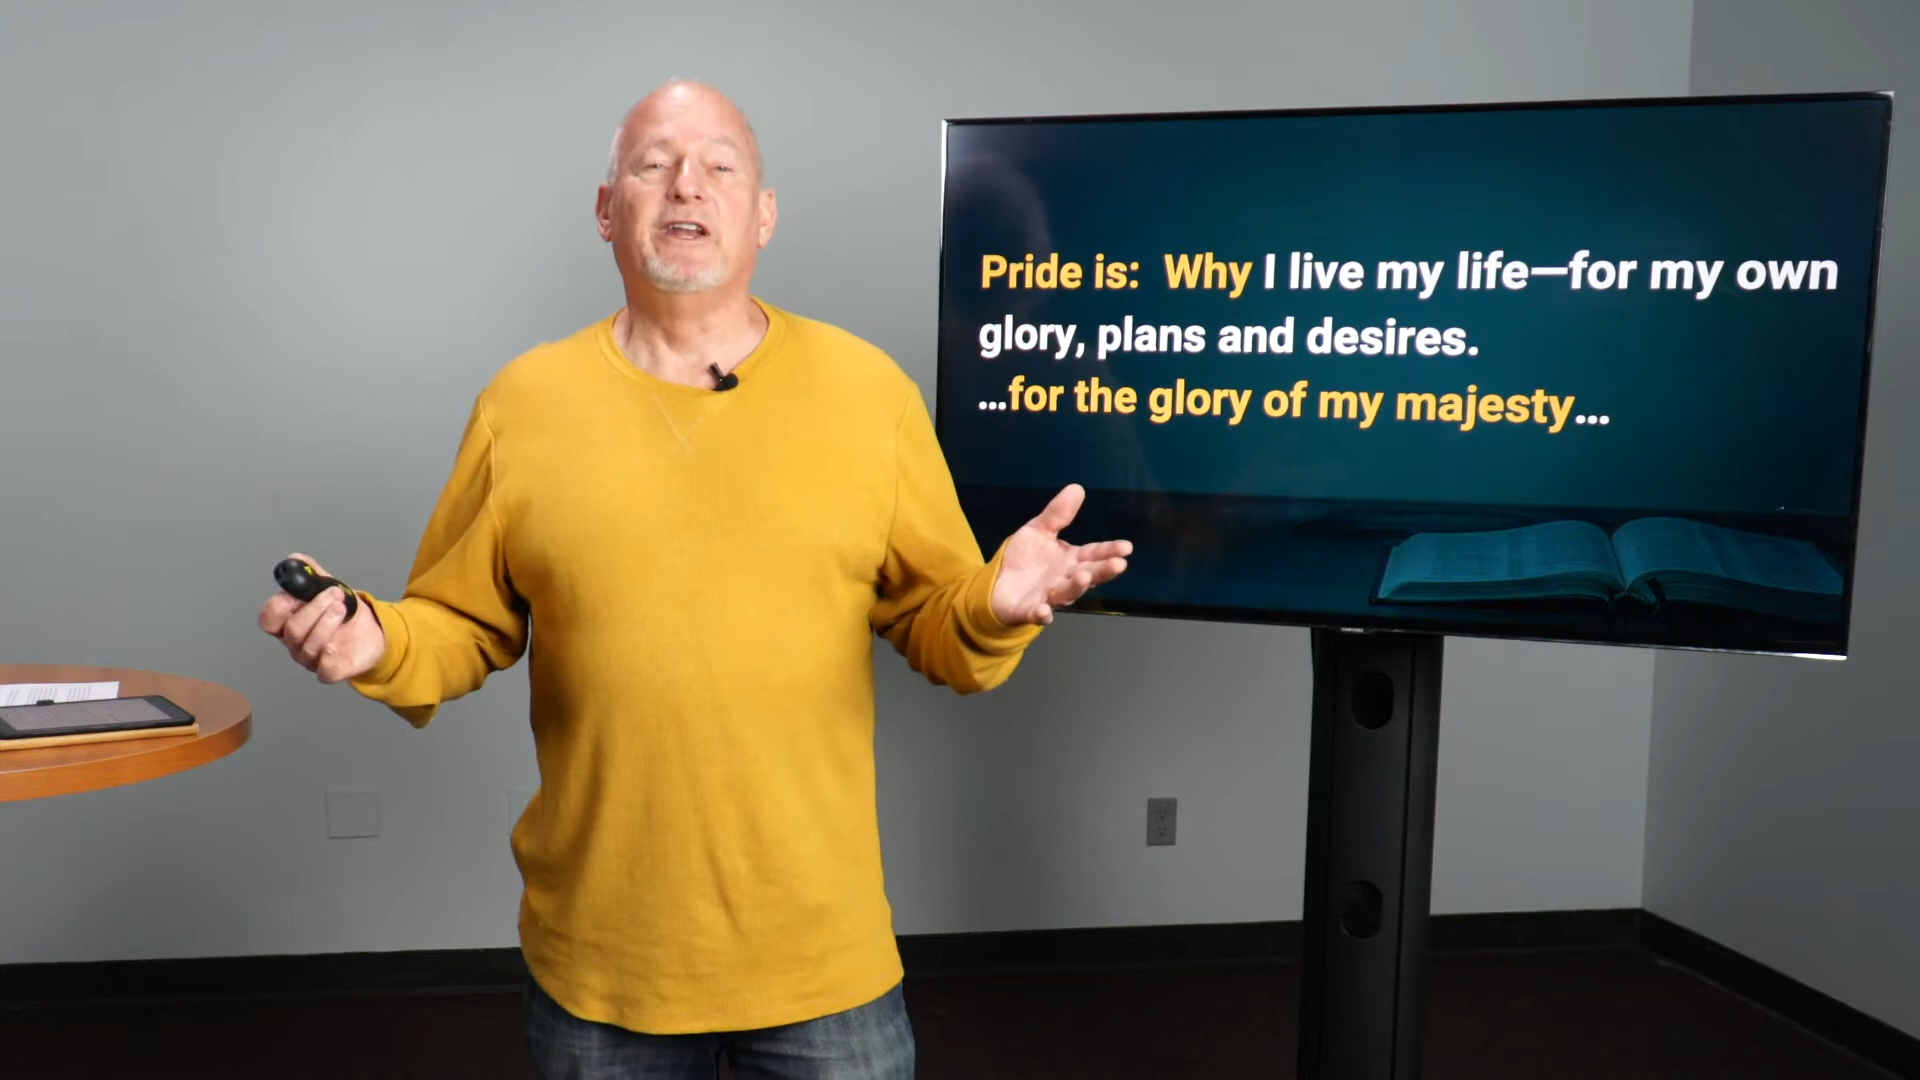 Pride is: Why I live my life—for my own
glory, plans and desires.
...for the glory of my majesty...